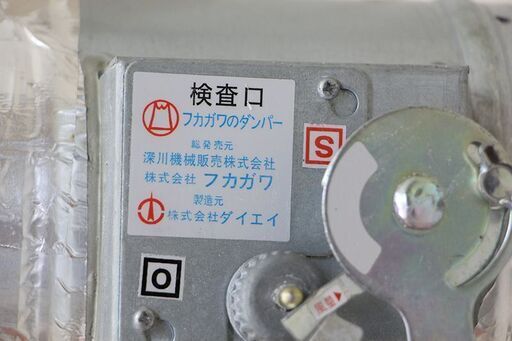 検査口
フカガワのダンパー
総発売元
深川機械販売株式会社
株式会社 フカガワ
製造元
株式会社ダイエイ
S
O